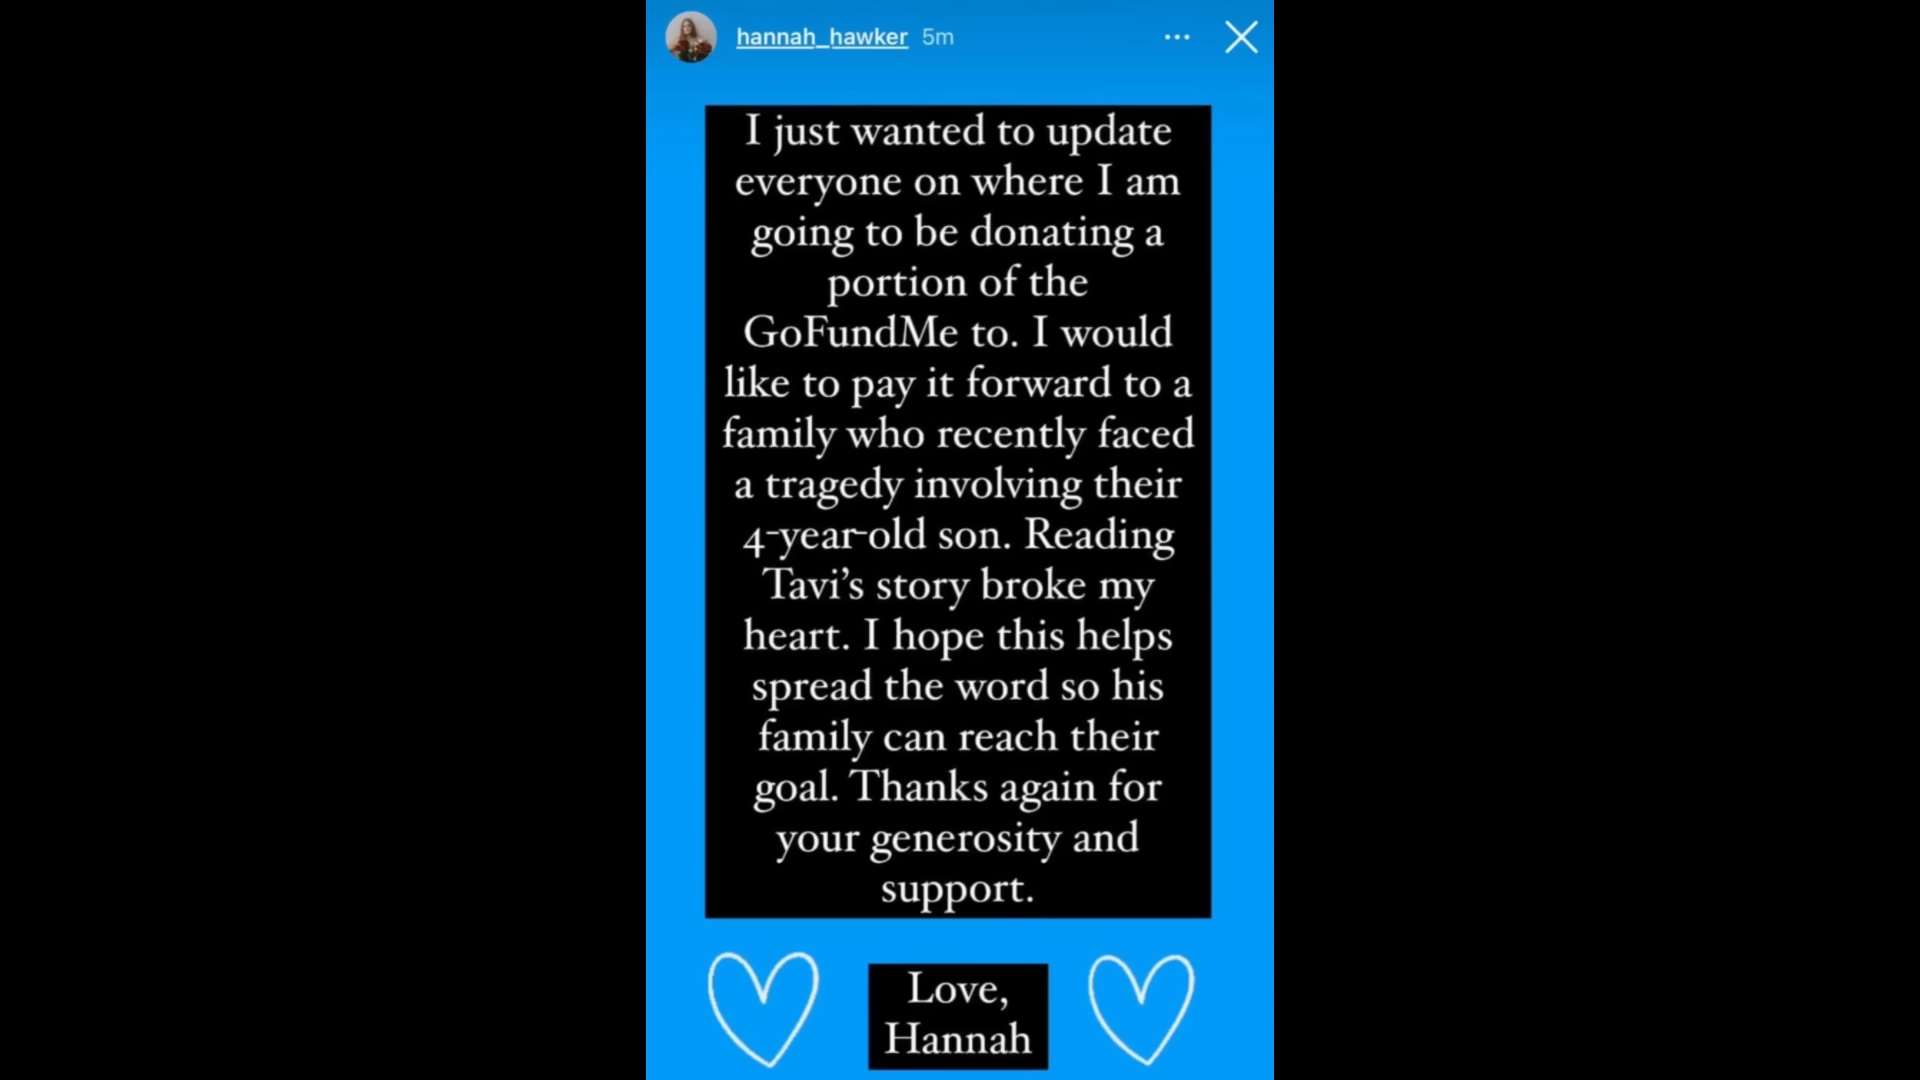 hannah_hawker 5m
I just wanted to update
everyone on where I am
going to be donating a
portion of the
GoFundMe to. I would
like to pay it forward to a
family who recently faced
a tragedy involving their
4-year-old son. Reading
Tavi's story broke my
heart. I hope this helps
spread the word so his
family can reach their
goal. Thanks again for
your generosity and
support.
Love,
Hannah